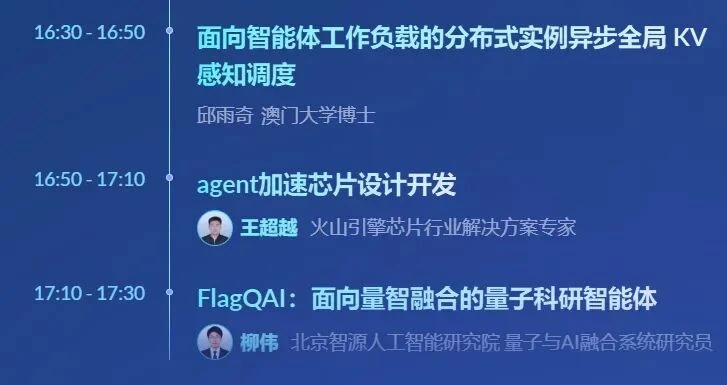 16:30 - 16:50
面向智能体工作负载的分布式实例异步全局 KV
感知调度
邱雨奇 澳门大学博士
16:50 - 17:10
agent加速芯片设计开发
王超越 火山引擎芯片行业解决方案专家
17:10 - 17:30
FlagQAI：面向量智融合的量子科研智能体
柳伟 北京智源人工智能研究院 量子与AI融合系统研究员